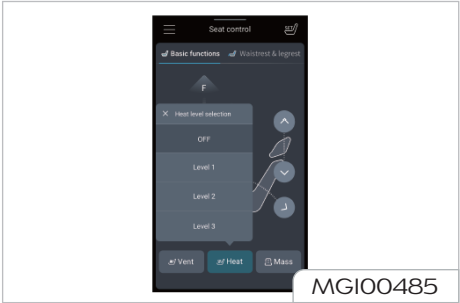 Seat control
Basic functions Waistrest & legrest
F
Heat level selection
OFF
Level 1
Level 2
Level 3
Vent Heat Mass
MGI00485